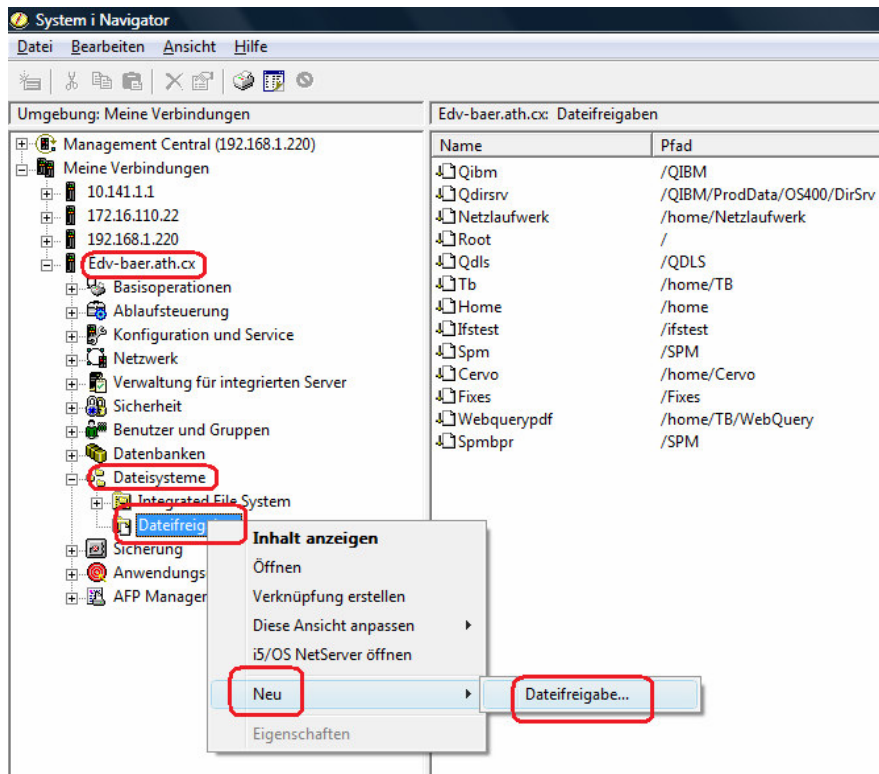 System i Navigator
Datei Bearbeiten Ansicht Hilfe
Umgebung: Meine Verbindungen
Edv-baer.ath.cx: Dateifreigaben
Management Central (192.168.1.220)
Meine Verbindungen
10.141.1.1
172.16.110.22
192.168.1.220
Edv-baer.ath.cx
Basisoperationen
Ablaufsteuerung
Konfiguration und Service
Netzwerk
Verwaltung für integrierten Server
Sicherheit
Benutzer und Gruppen
Datenbanken
Dateisysteme
Integrated File System
Dateifreig
Sicherung
Anwendungs
AFP Manager
Name Pfad
Qibm /QIBM
Qdirsrv /QIBM/ProdData/OS400/DirSrv
Netzlaufwerk /home/Netzlaufwerk
Root /
Qdls /QDLS
Tb /home/TB
Home /home
Ifstest /ifstest
Spm /SPM
Cervo /home/Cervo
Fixes /Fixes
Webquerypdf /home/TB/WebQuery
Spmbpr /SPM
Inhalt anzeigen
Öffnen
Verknüpfung erstellen
Diese Ansicht anpassen
i5/OS NetServer öffnen
Neu
Dateifreigabe...
Eigenschaften